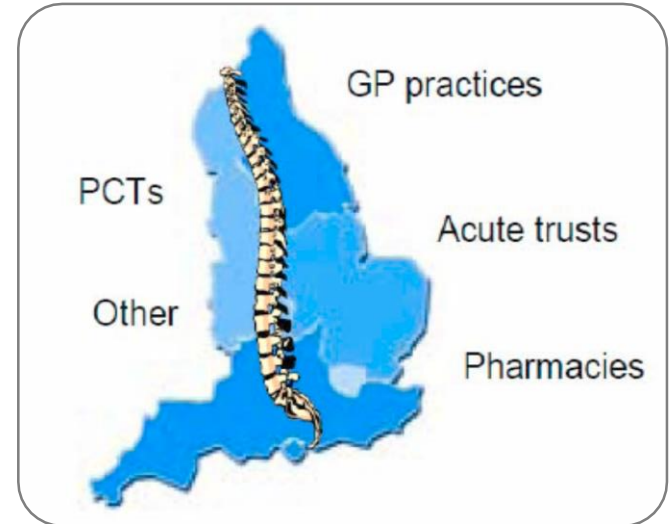 GP practices
PCTs
Acute trusts
Other
Pharmacies